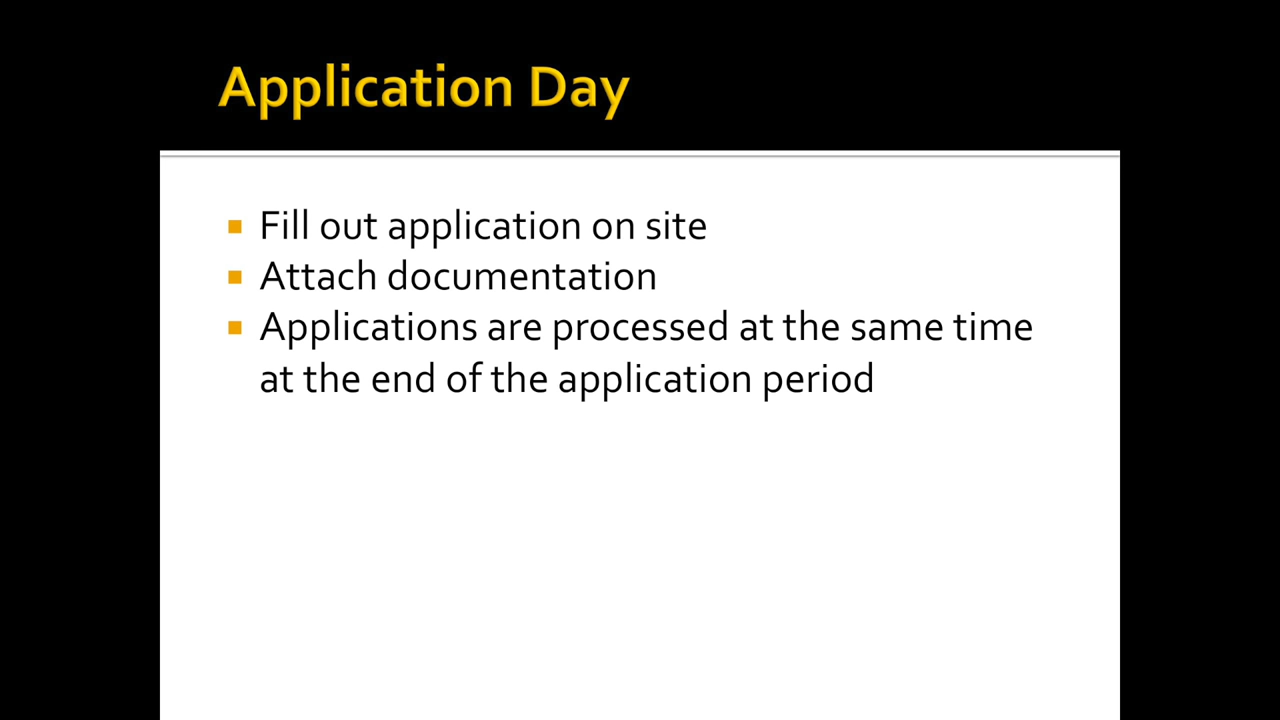 Application Day
Fill out application on site
Attach documentation
Applications are processed at the same time
at the end of the application period